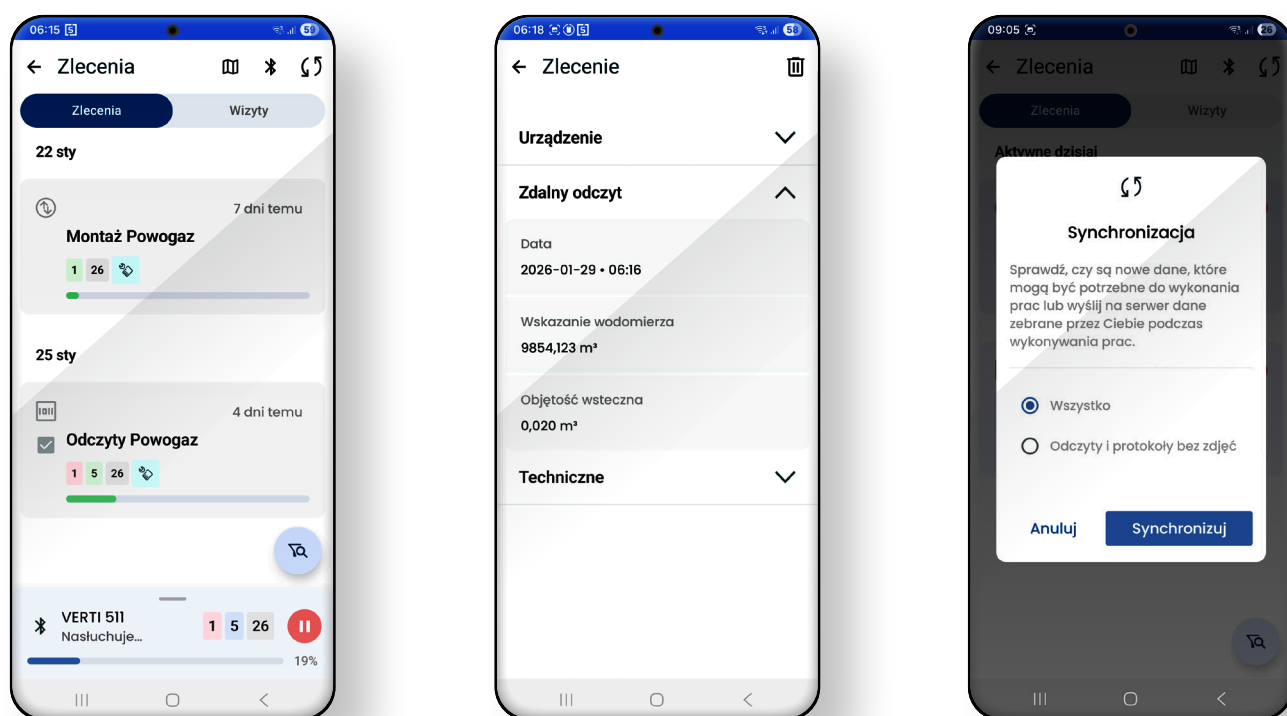 06:15
59
Zlecenia
Zlecenia
Wizyty
22 sty
7 dni temu
Montaż Powogaz
1 26
25 sty
4 dni temu
Odczyty Powogaz
1 5 26
VERTI 511
Nasłuchuje...
1 5 26
19%
06:18
58
Zlecenie
Urządzenie
Zdalny odczyt
Data
2026-01-29 • 06:16
Wskazanie wodomierza
9854,123 m³
Objętość wsteczna
0,020 m³
Techniczne
09:05
26
Zlecenia
Zlecenia
Wizyty
Aktywne dzisiaj
Synchronizacja
Sprawdź, czy są nowe dane, które
mogą być potrzebne do wykonania
prac lub wyślij na serwer dane
zebrane przez Ciebie podczas
wykonywania prac.
Wszystko
Odczyty i protokoły bez zdjęć
Anuluj
Synchronizuj